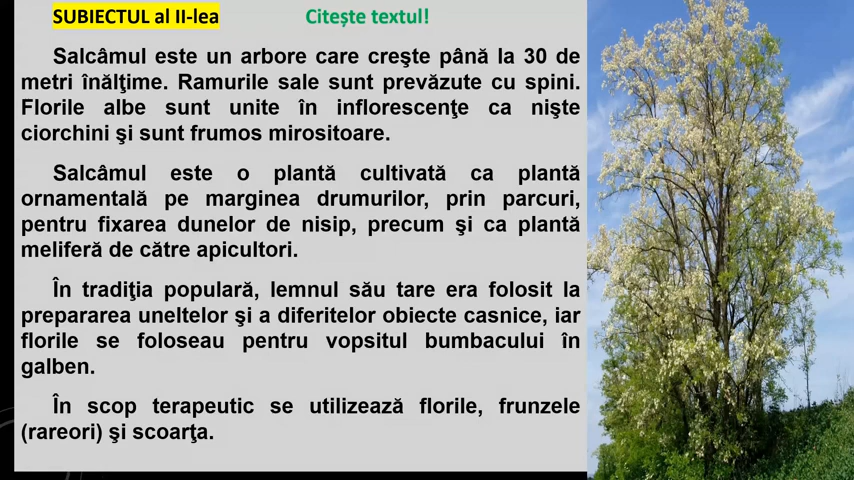 SUBIECTUL al II-lea Citește textul!
Salcâmul este un arbore care creşte până la 30 de
metri înălţime. Ramurile sale sunt prevăzute cu spini.
Florile albe sunt unite în inflorescenţe ca nişte
ciorchini şi sunt frumos mirositoare.
Salcâmul este o plantă cultivată ca plantă
ornamentală pe marginea drumurilor, prin parcuri,
pentru fixarea dunelor de nisip, precum şi ca plantă
meliferă de către apicultori.
În tradiţia populară, lemnul său tare era folosit la
prepararea uneltelor şi a diferitelor obiecte casnice, iar
florile se foloseau pentru vopsitul bumbacului în
galben.
În scop terapeutic se utilizează florile, frunzele
(rareori) şi scoarţa.